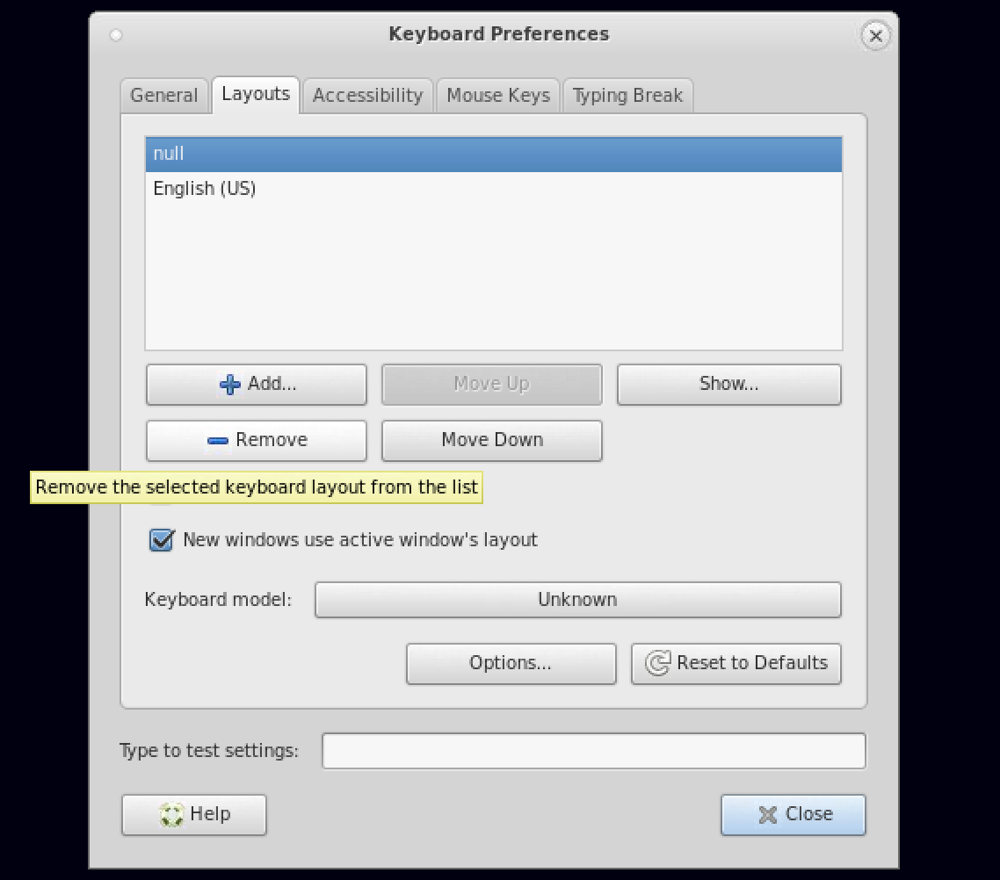 Keyboard Preferences
General Layouts Accessibility Mouse Keys Typing Break
null
English (US)
Add... Move Up Show...
Remove Move Down
Remove the selected keyboard layout from the list
New windows use active window's layout
Keyboard model: Unknown
Options... Reset to Defaults
Type to test settings:
Help Close